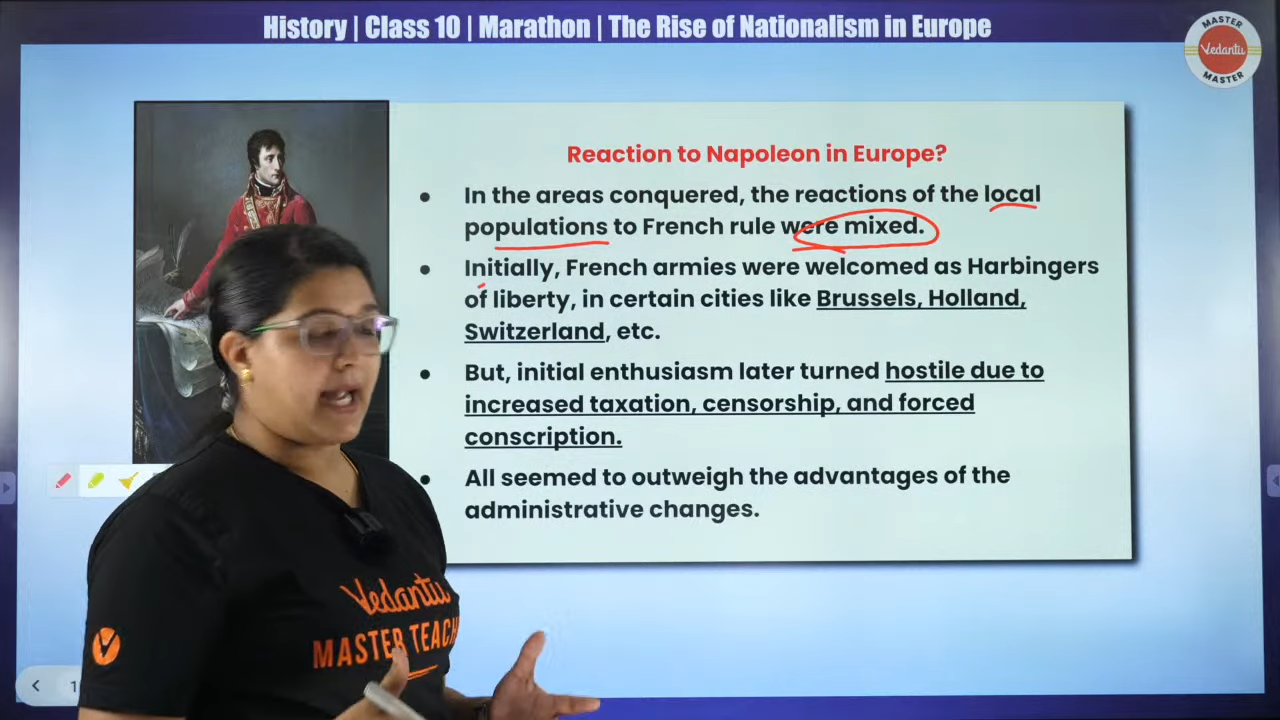 History | Class 10 | Marathon | The Rise of Nationalism in Europe
MASTER
Vedantu
MASTER
Reaction to Napoleon in Europe?
● In the areas conquered, the reactions of the local
populations to French rule were mixed.
● Initially, French armies were welcomed as Harbingers
of liberty, in certain cities like Brussels, Holland,
Switzerland, etc.
● But, initial enthusiasm later turned hostile due to
increased taxation, censorship, and forced
conscription.
● All seemed to outweigh the advantages of the
administrative changes.
Vedantu
MASTER TEACH